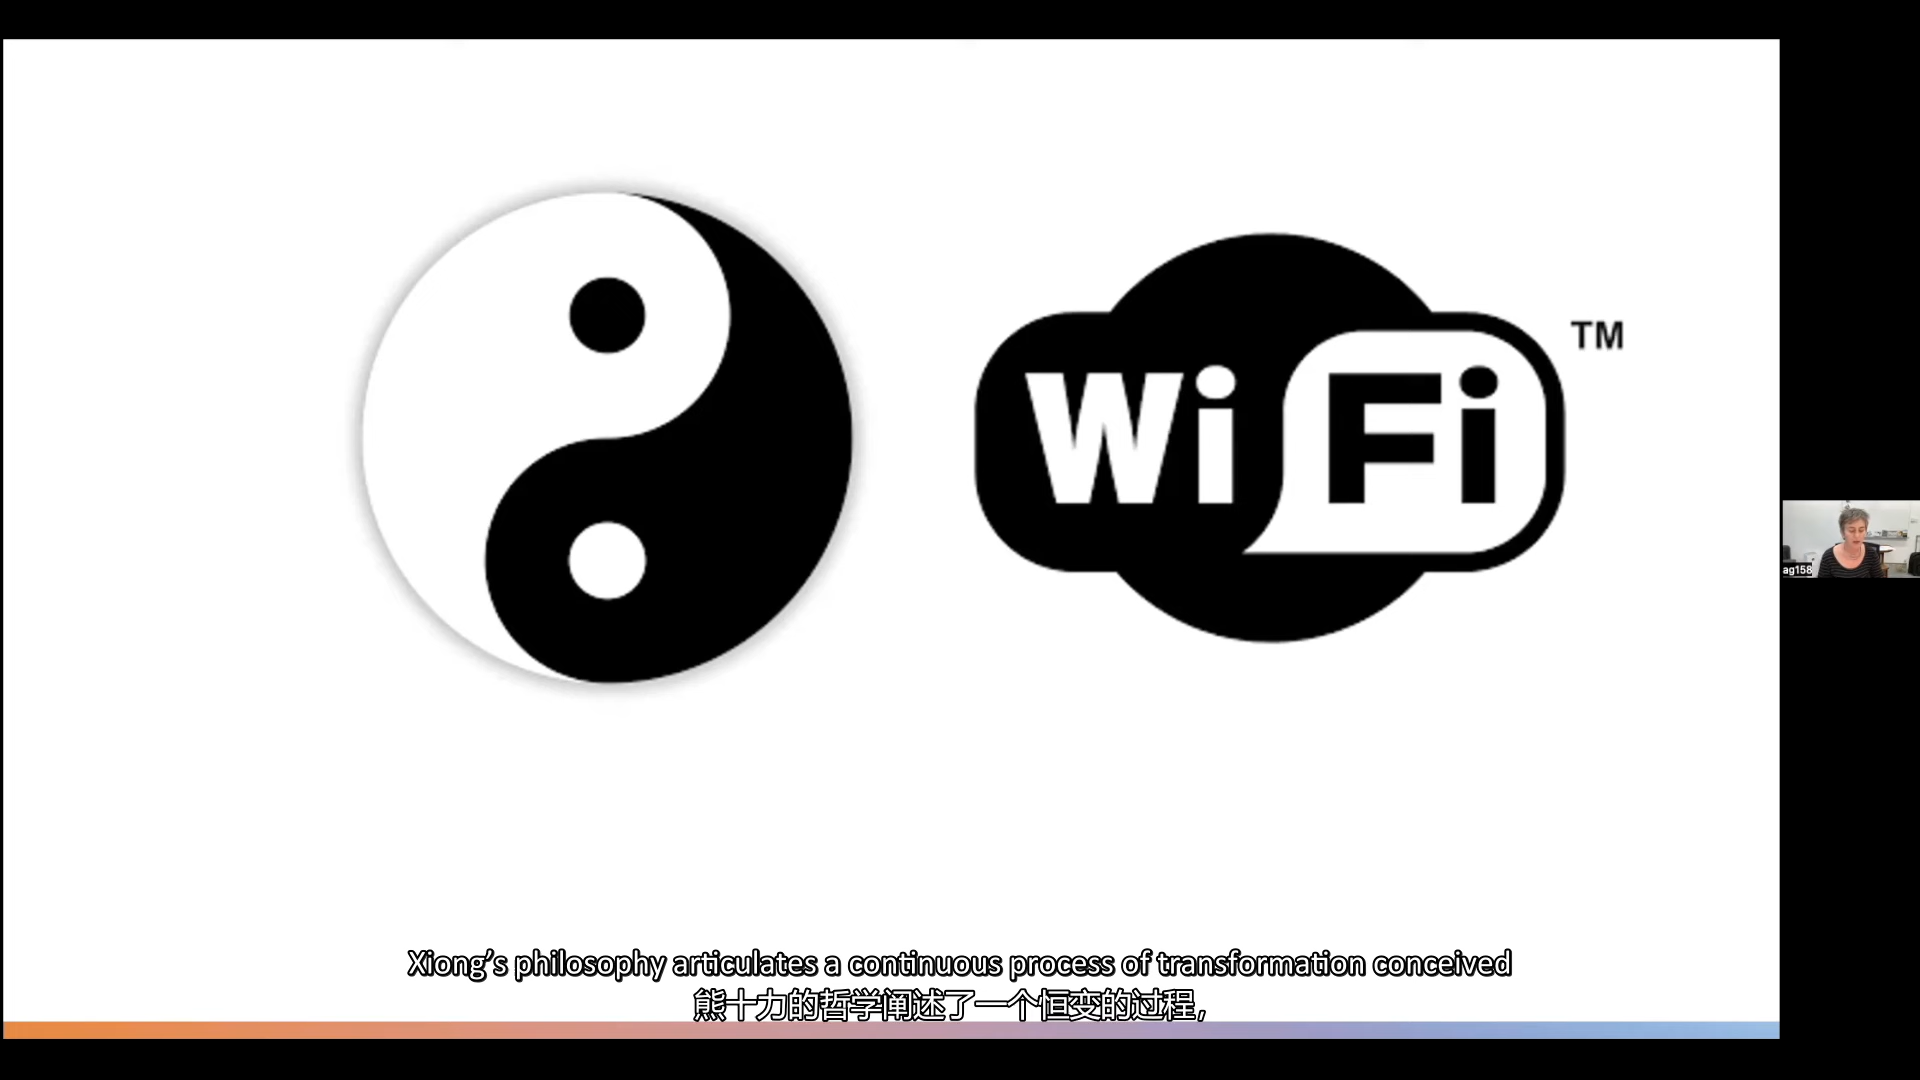 Wi Fi TM
ag158
Xiong's philosophy articulates a continuous process of transformation conceived
熊十力的哲学阐述了一个恒变的过程，